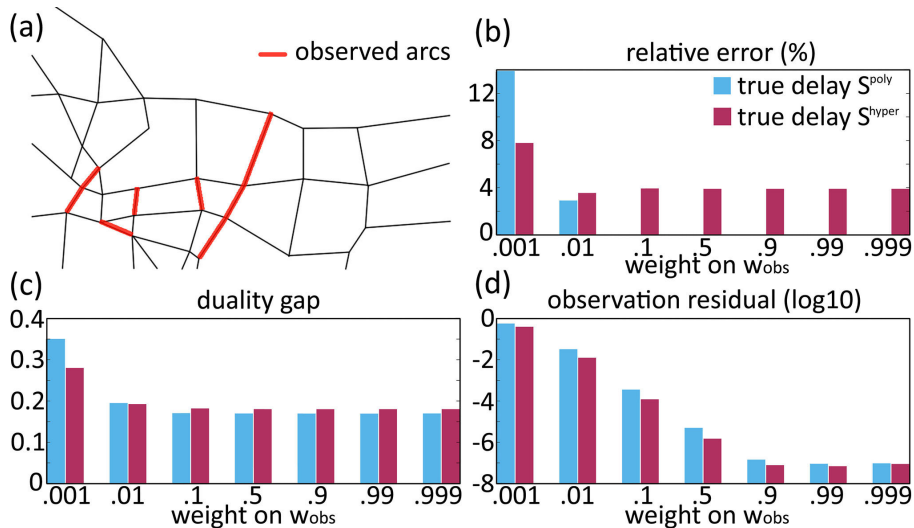 (a)
observed arcs
(b)
relative error (%)
true delay S^poly
true delay S^hyper
12
8
4
0
.001 .01 .1 .5 .9 .99 .999
weight on w_obs
(c)
duality gap
0.4
0.3
0.2
0.1
0
.001 .01 .1 .5 .9 .99 .999
weight on w_obs
(d)
observation residual (log10)
0
-2
-4
-6
-8
.001 .01 .1 .5 .9 .99 .999
weight on w_obs